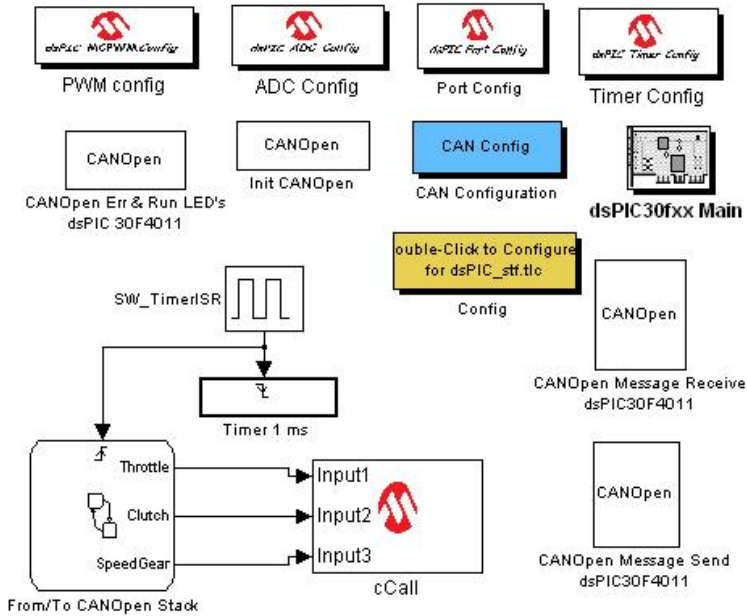 dsPIC MCPWM Config
dsPIC ADC Config
dsPIC Port Config
dsPIC Timer Config
PWM config
ADC Config
Port Config
Timer Config
CANOpen
CANOpen
CAN Config
CANOpen Err & Run LED's
dsPIC 30F4011
Init CANOpen
CAN Configuration
dsPIC30fxx Main
ouble-Click to Configure
for dsPIC_stf.tlc
Config
SW_TimerISR
CANOpen
Timer 1 ms
CANOpen Message Receive
dsPIC30F4011
Throttle
Clutch
SpeedGear
Input1
Input2
Input3
cCall
From/To CANOpen Stack
CANOpen
CANOpen Message Send
dsPIC30F4011